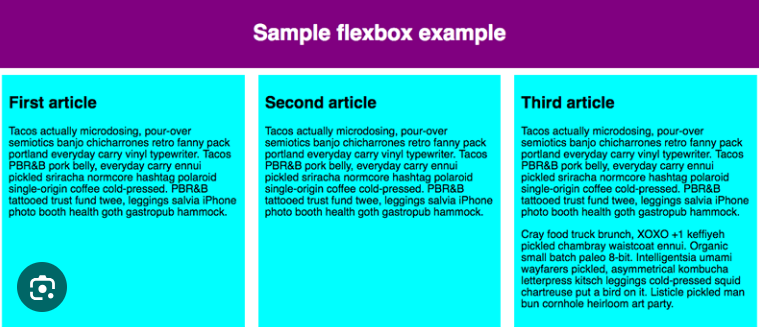 Sample flexbox example
First article
Tacos actually microdosing, pour-over
semiotics banjo chicharrones retro fanny pack
portland everyday carry vinyl typewriter. Tacos
PBR&B pork belly, everyday carry ennui
pickled sriracha normcore hashtag polaroid
single-origin coffee cold-pressed. PBR&B
tattooed trust fund twee, leggings salvia iPhone
photo booth health goth gastropub hammock.
Second article
Tacos actually microdosing, pour-over
semiotics banjo chicharrones retro fanny pack
portland everyday carry vinyl typewriter. Tacos
PBR&B pork belly, everyday carry ennui
pickled sriracha normcore hashtag polaroid
single-origin coffee cold-pressed. PBR&B
tattooed trust fund twee, leggings salvia iPhone
photo booth health goth gastropub hammock.
Third article
Tacos actually microdosing, pour-over
semiotics banjo chicharrones retro fanny pack
portland everyday carry vinyl typewriter. Tacos
PBR&B pork belly, everyday carry ennui
pickled sriracha normcore hashtag polaroid
single-origin coffee cold-pressed. PBR&B
tattooed trust fund twee, leggings salvia iPhone
photo booth health goth gastropub hammock.
Cray food truck brunch, XOXO +1 keffiyeh
pickled chambray waistcoat ennui. Organic
small batch paleo 8-bit. Intelligentsia umami
wayfarers pickled, asymmetrical kombucha
letterpress kitsch leggings cold-pressed squid
chartreuse put a bird on it. Listicle pickled man
bun cornhole heirloom art party.